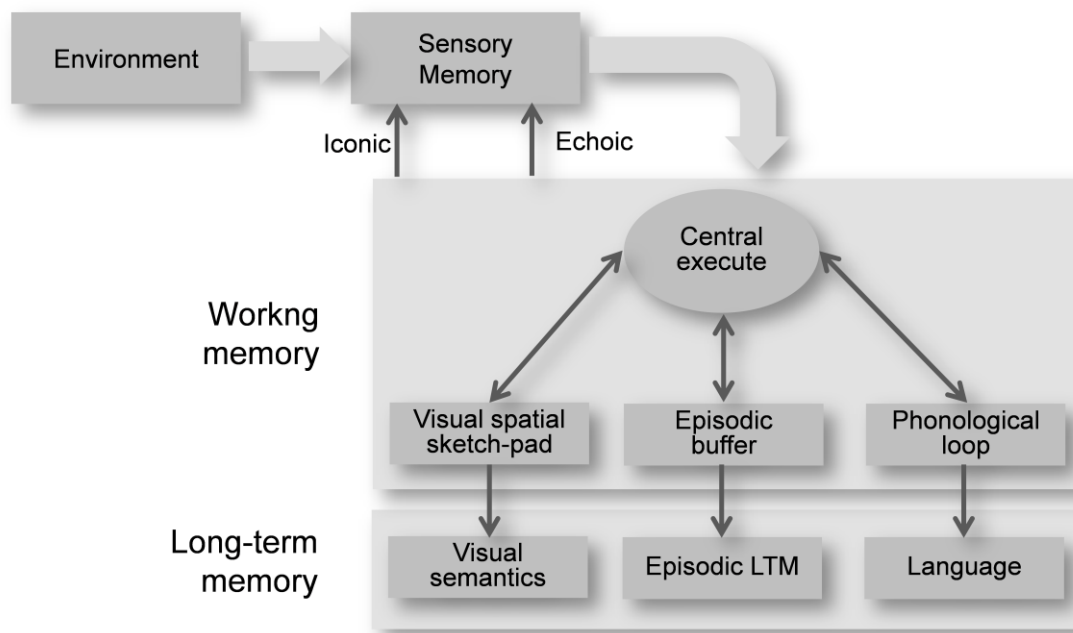 Environment
Sensory
Memory
Iconic
Echoic
Central
execute
Workng
memory
Visual spatial
sketch-pad
Episodic
buffer
Phonological
loop
Long-term
memory
Visual
semantics
Episodic LTM
Language